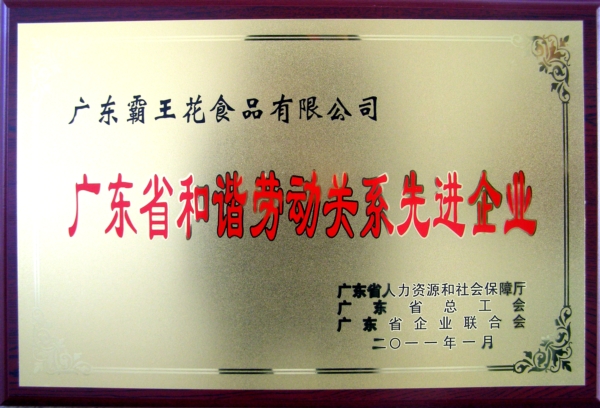 广东霸王花食品有限公司
广东省和谐劳动关系先进企业
广东省人力资源和社会保障厅
广东省总工会
广东省企业联合会
二〇一一年一月